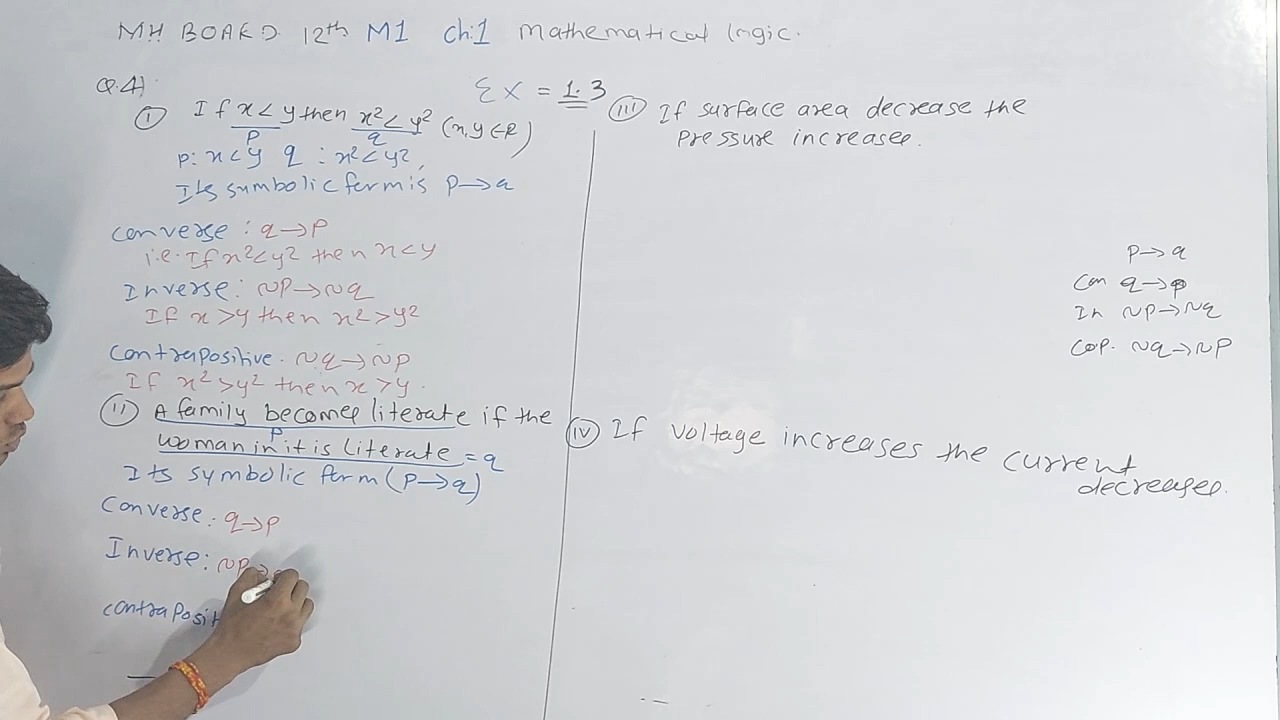 MH BOARD 12th M1 Ch:1 Mathematical logic.
Q.4)
Ex = 1.3
(I) If x < y then x² < y² (x, y ∈ R)
p q
p: x < y q : x² < y²,
Its symbolic form is p → q
converse : q → p
i.e. If x² < y² then x < y
Inverse: ~p → ~q
If x > y then x² > y²
contrapositive. ~q → ~p
If x² > y² then x > y.
(II) A family becomes literate if the
p
woman in it is literate = q
Its symbolic form (p → q)
Converse: q → p
Inverse: ~p →
contraposit
(III) If surface area decrease the
pressure increases.
p → q
Con q → p
In ~p → ~q
Cop. ~q → ~p
(IV) If voltage increases the current
decreases.